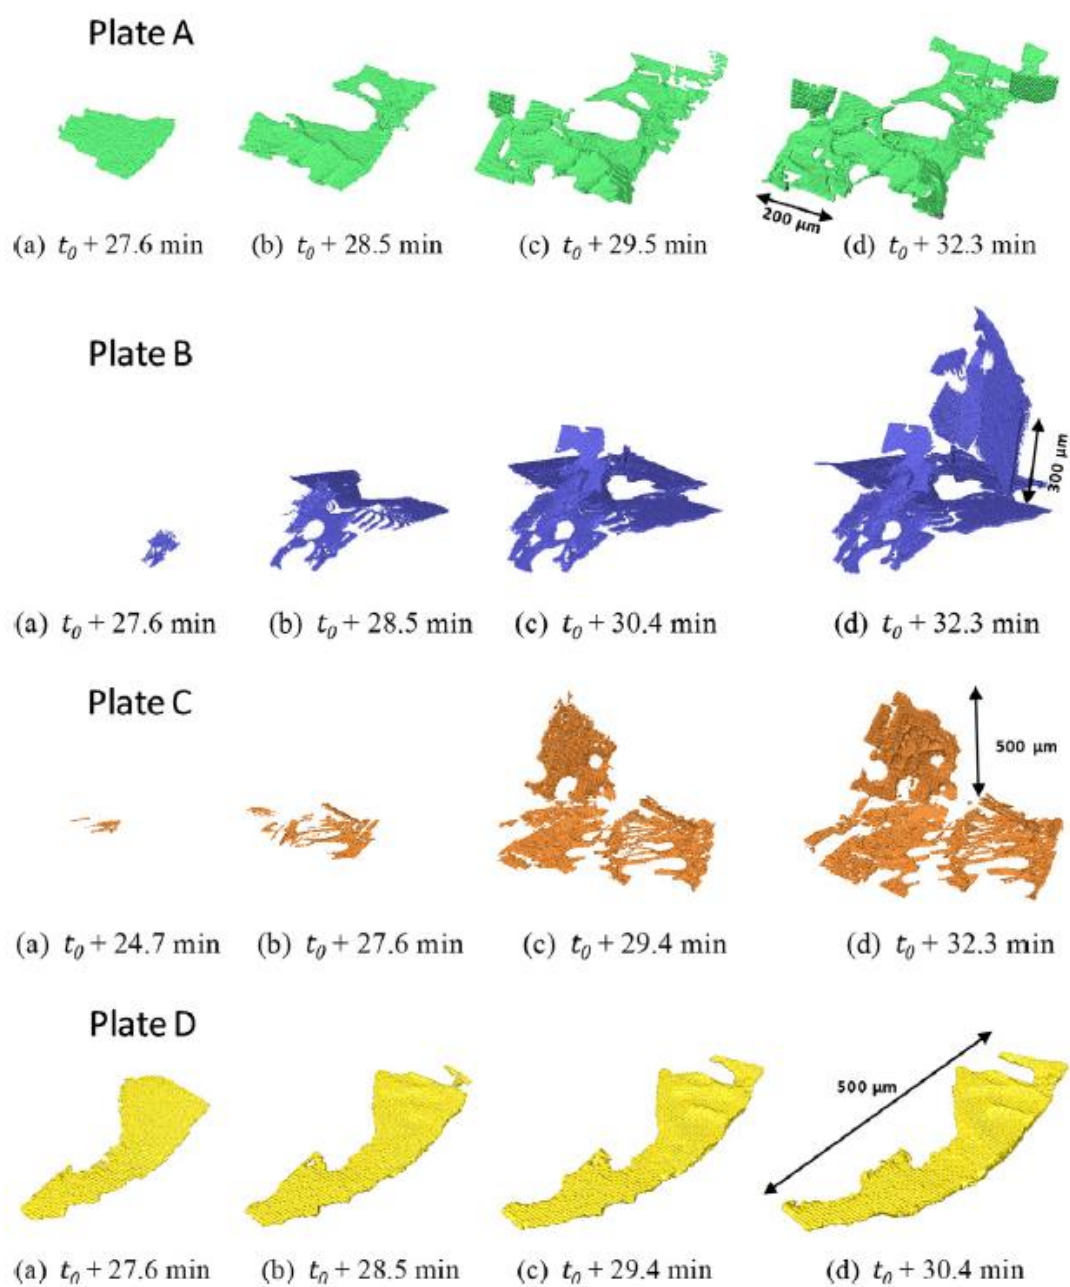 Plate A
200 μm
(a) t0 + 27.6 min (b) t0 + 28.5 min (c) t0 + 29.5 min (d) t0 + 32.3 min
Plate B
300 μm
(a) t0 + 27.6 min (b) t0 + 28.5 min (c) t0 + 30.4 min (d) t0 + 32.3 min
Plate C
500 μm
(a) t0 + 24.7 min (b) t0 + 27.6 min (c) t0 + 29.4 min (d) t0 + 32.3 min
Plate D
500 μm
(a) t0 + 27.6 min (b) t0 + 28.5 min (c) t0 + 29.4 min (d) t0 + 30.4 min